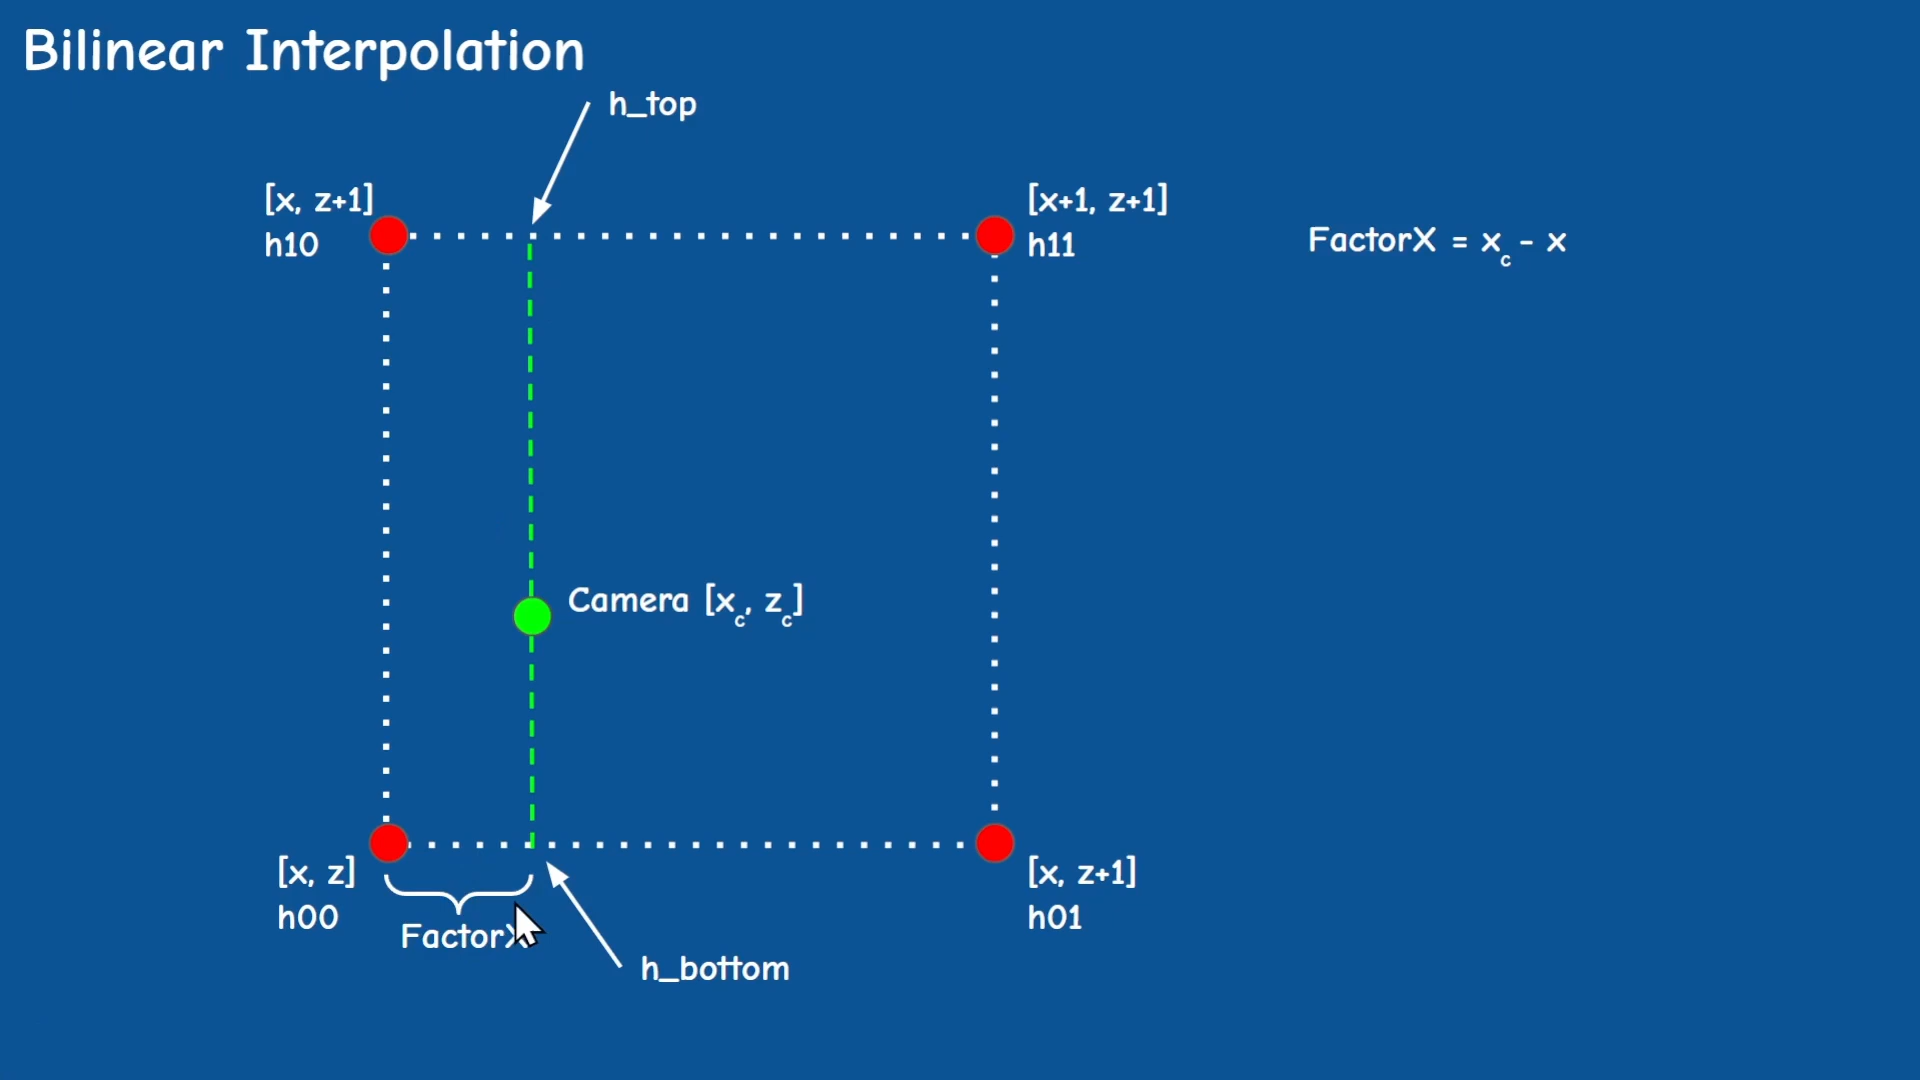 Bilinear Interpolation
h_top
[x, z+1]
h10
[x+1, z+1]
h11
FactorX = xc - x
Camera [xc, zc]
[x, z]
h00
[x, z+1]
h01
FactorX
h_bottom